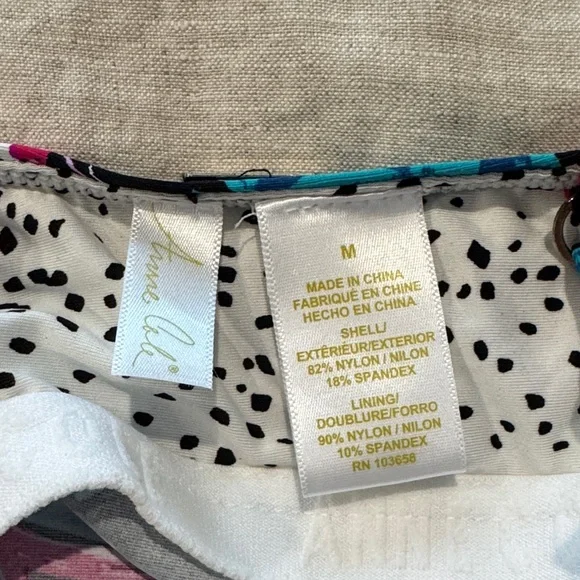 Anne Cole®
M
MADE IN CHINA
FABRIQUÉ EN CHINE
HECHO EN CHINA
SHELL/
EXTÉRIEUR/EXTERIOR
82% NYLON / NILON
18% SPANDEX
LINING/
DOUBLURE/FORRO
90% NYLON / NILON
10% SPANDEX
RN 103658